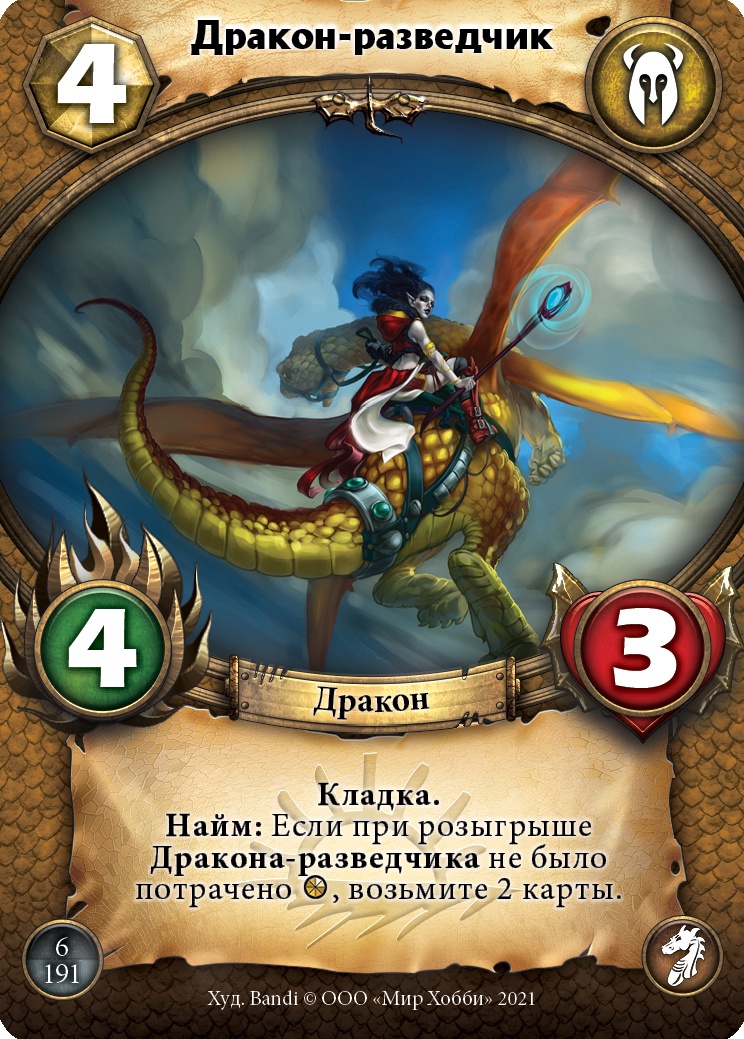 Дракон-разведчик
4
4
3
Дракон
Кладка.
Найм: Если при розыгрыше
Дракона-разведчика не было
потрачено , возьмите 2 карты.
6
191
Худ. Bandi © ООО «Мир Хобби» 2021